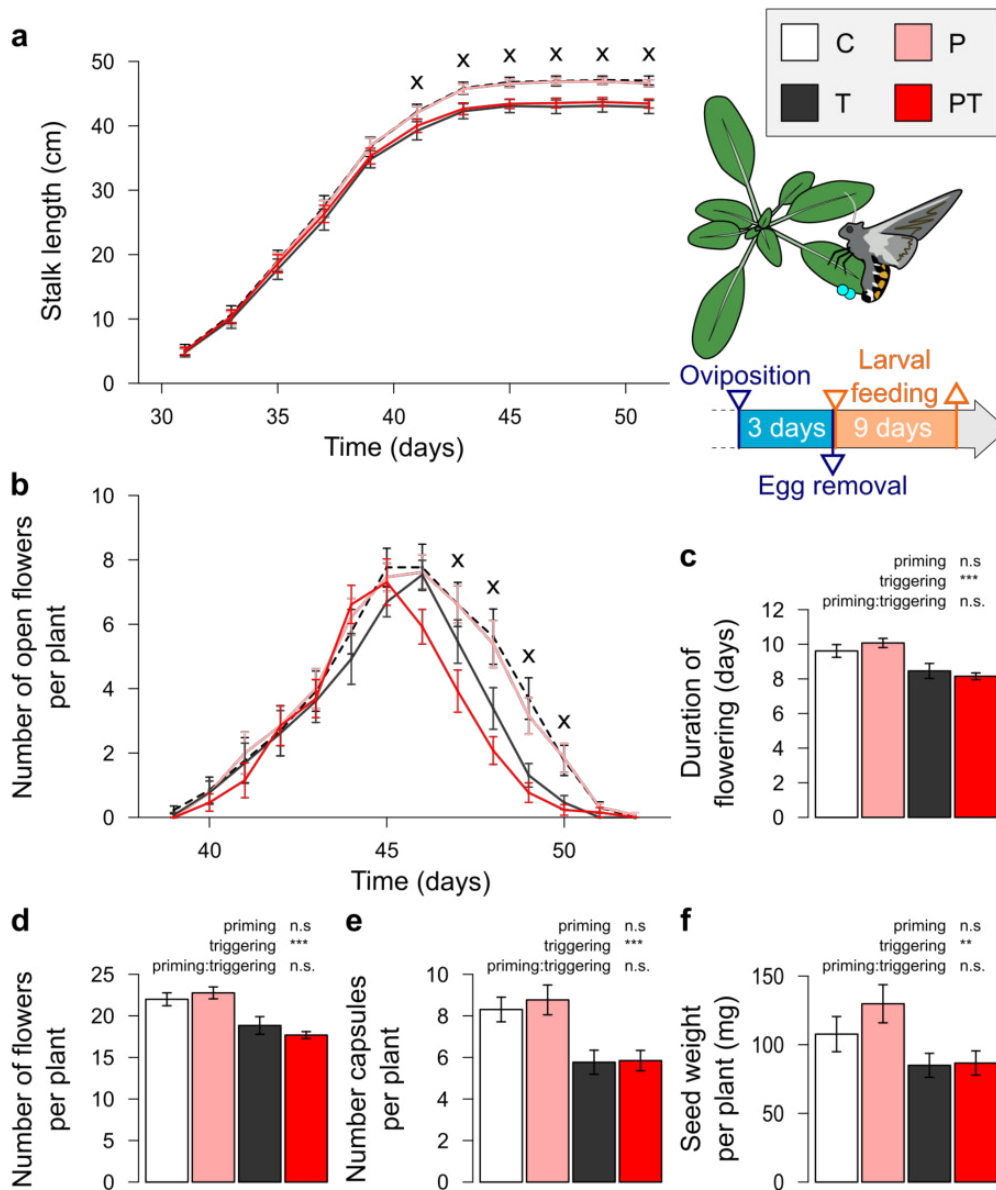 a
Stalk length (cm)
50
40
30
20
10
0
x x x x x x
30 35 40 45 50
Time (days)
C P
T PT
Oviposition
Larval
feeding
3 days 9 days
Egg removal
b
Number of open flowers
per plant
10
8
6
4
2
0
x
x
x
x
40 45 50
Time (days)
c
priming n.s
triggering ***
priming:triggering n.s.
Duration of
flowering (days)
12
10
8
6
4
2
0
d
priming n.s
triggering ***
priming:triggering n.s.
Number of flowers
per plant
25
22
17
15
10
5
0
e
priming n.s
triggering ***
priming:triggering n.s.
Number capsules
per plant
10
8
6
4
2
0
f
priming n.s
triggering **
priming:triggering n.s.
Seed weight
per plant (mg)
150
100
50
0